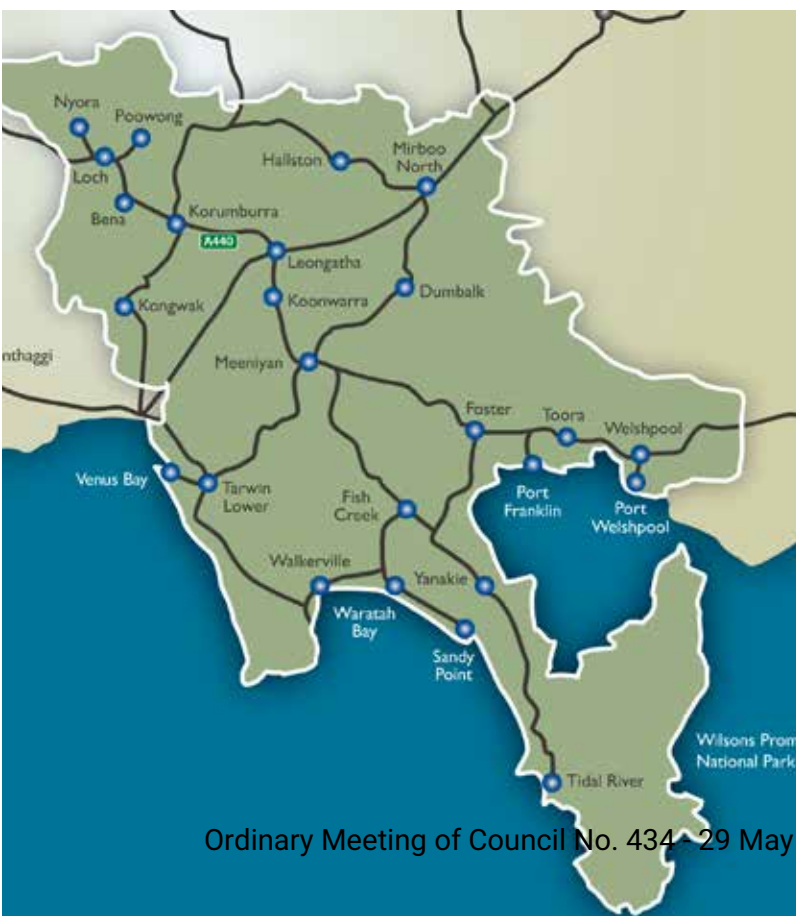 Nyora
Poowong
Loch
Bena
Hallston
Mirboo
North
Korumburra
A440
Leongatha
Kongwak
Koonwarra
Dumbalk
nthaggi
Meeniyan
Foster
Toora
Welshpool
Venus Bay
Tarwin
Lower
Fish
Creek
Port
Franklin
Port
Welshpool
Walkerville
Yanakie
Waratah
Bay
Sandy
Point
Wilsons Prom
National Park
Tidal River
Ordinary Meeting of Council No. 434 - 29 May